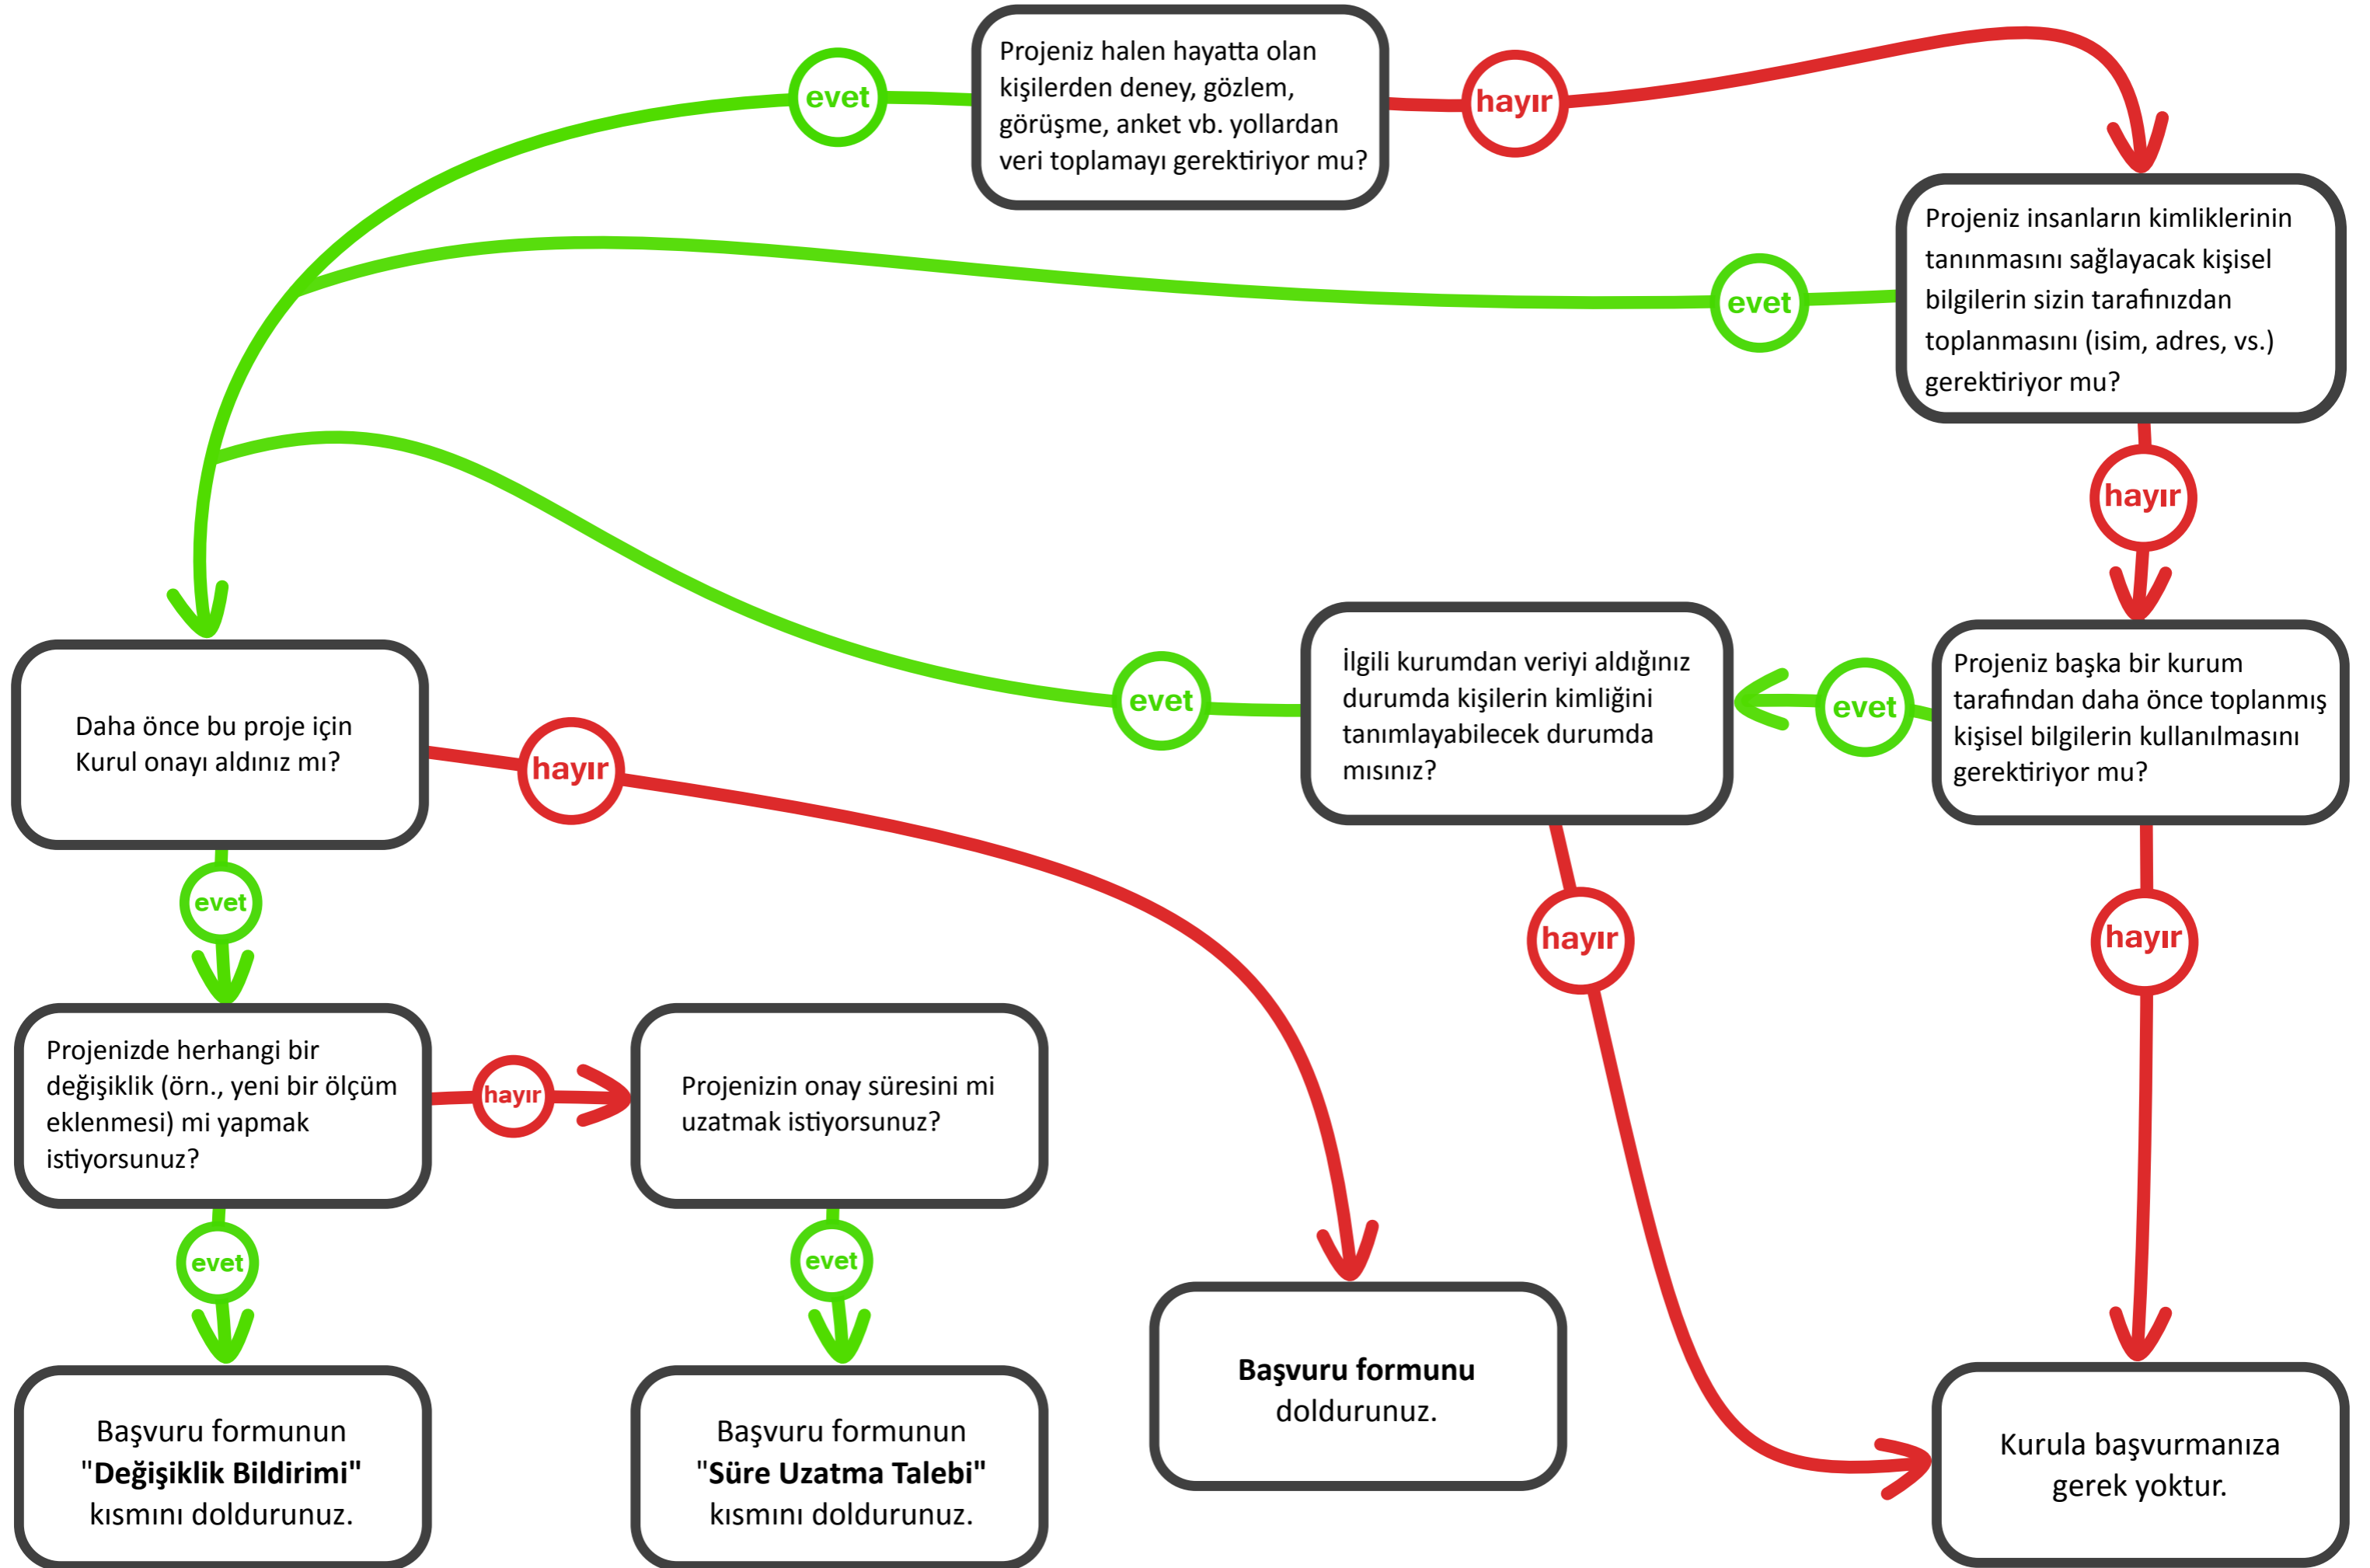 Projeniz halen hayatta olan
kişilerden deney, gözlem,
görüşme, anket vb. yollardan
veri toplamayı gerektiriyor mu?
evet
hayır
Projeniz insanların kimliklerinin
tanınmasını sağlayacak kişisel
bilgilerin sizin tarafınızdan
toplanmasını (isim, adres, vs.)
gerektiriyor mu?
evet
hayır
Projeniz başka bir kurum
tarafından daha önce toplanmış
kişisel bilgilerin kullanılmasını
gerektiriyor mu?
evet
hayır
İlgili kurumdan veriyi aldığınız
durumda kişilerin kimliğini
tanımlayabilecek durumda
mısınız?
evet
hayır
Daha önce bu proje için
Kurul onayı aldınız mı?
hayır
evet
Projenizde herhangi bir
değişiklik (örn., yeni bir ölçüm
eklenmesi) mi yapmak
istiyorsunuz?
hayır
evet
Projenizin onay süresini mi
uzatmak istiyorsunuz?
evet
Başvuru formunun
"Değişiklik Bildirimi"
kısmını doldurunuz.
Başvuru formunun
"Süre Uzatma Talebi"
kısmını doldurunuz.
Başvuru formunu
doldurunuz.
Kurula başvurmanıza
gerek yoktur.